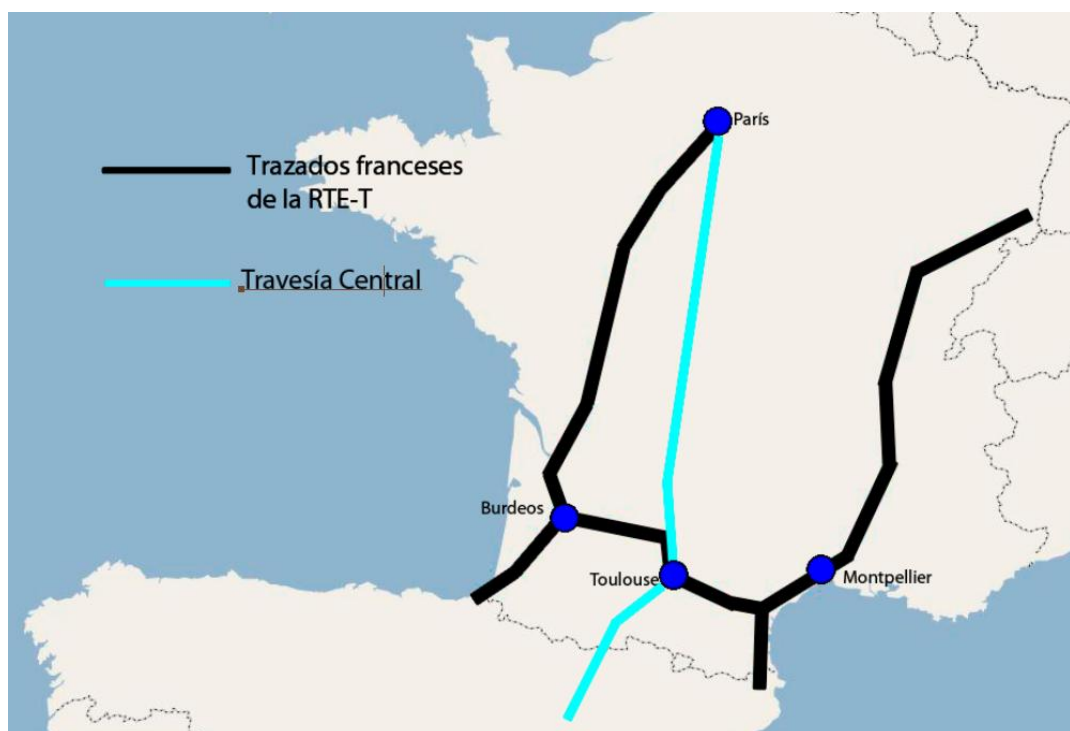 París
Trazados franceses
de la RTE-T
Travesía Central
Burdeos
Toulouse
Montpellier